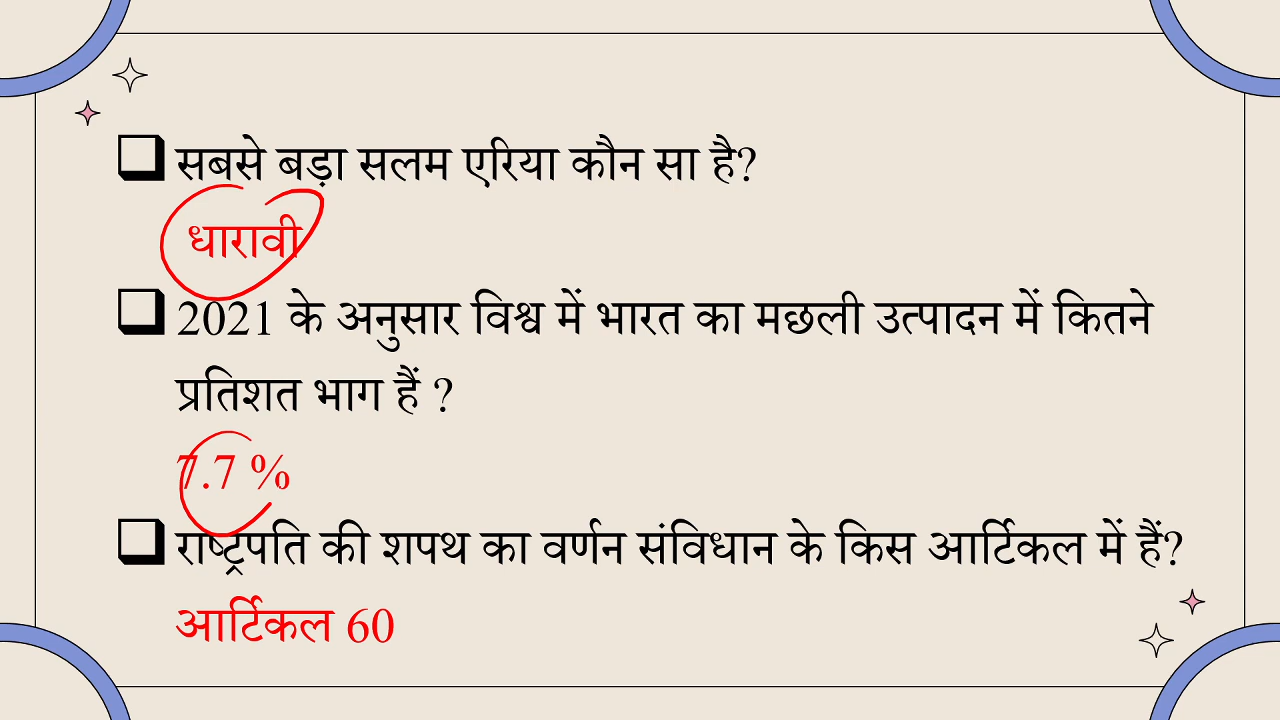 ❑ सबसे बड़ा सलम एरिया कौन सा है?
धारावी
❑ 2021 के अनुसार विश्व में भारत का मछली उत्पादन में कितने
प्रतिशत भाग हैं ?
7.7 %
❑ राष्ट्रपति की शपथ का वर्णन संविधान के किस आर्टिकल में हैं?
आर्टिकल 60